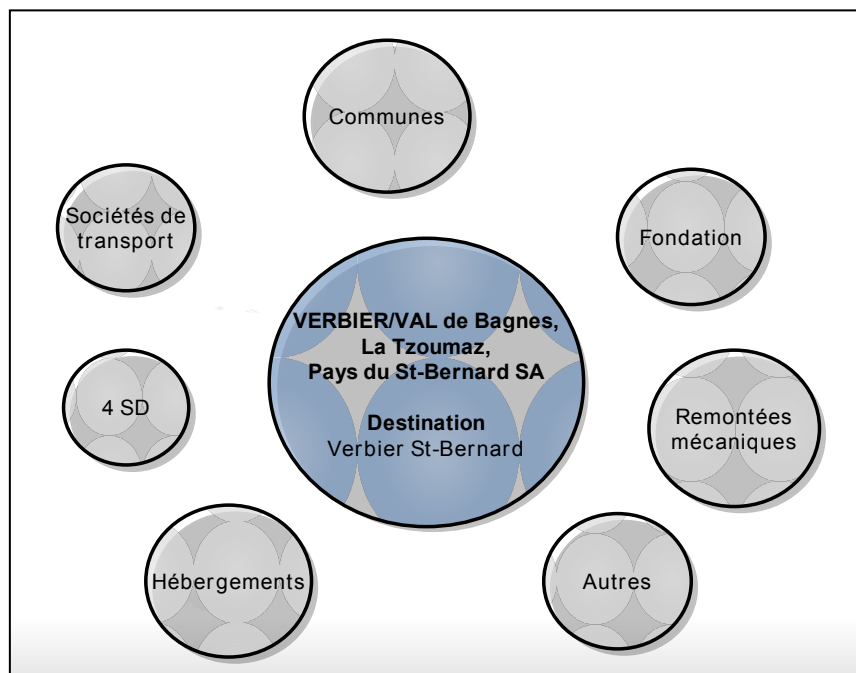 Communes
Sociétés de
transport
Fondation
VERBIER/VAL de Bagnes,
La Tzoumaz,
Pays du St-Bernard SA
Destination
Verbier St-Bernard
4 SD
Remontées
mécaniques
Hébergements
Autres